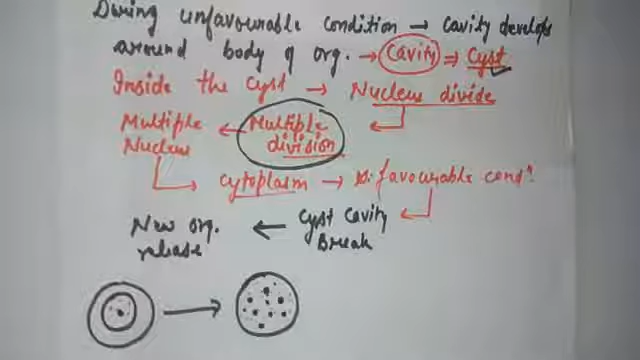 During unfavourable condition → Cavity develops
around body of org. → Cavity ⇒ Cyst
Inside the Cyst → Nucleus divide
Multiple ← Multiple
Nucleus division
Cytoplasm → favourable cond^n
New org. ← Cyst Cavity
release Break